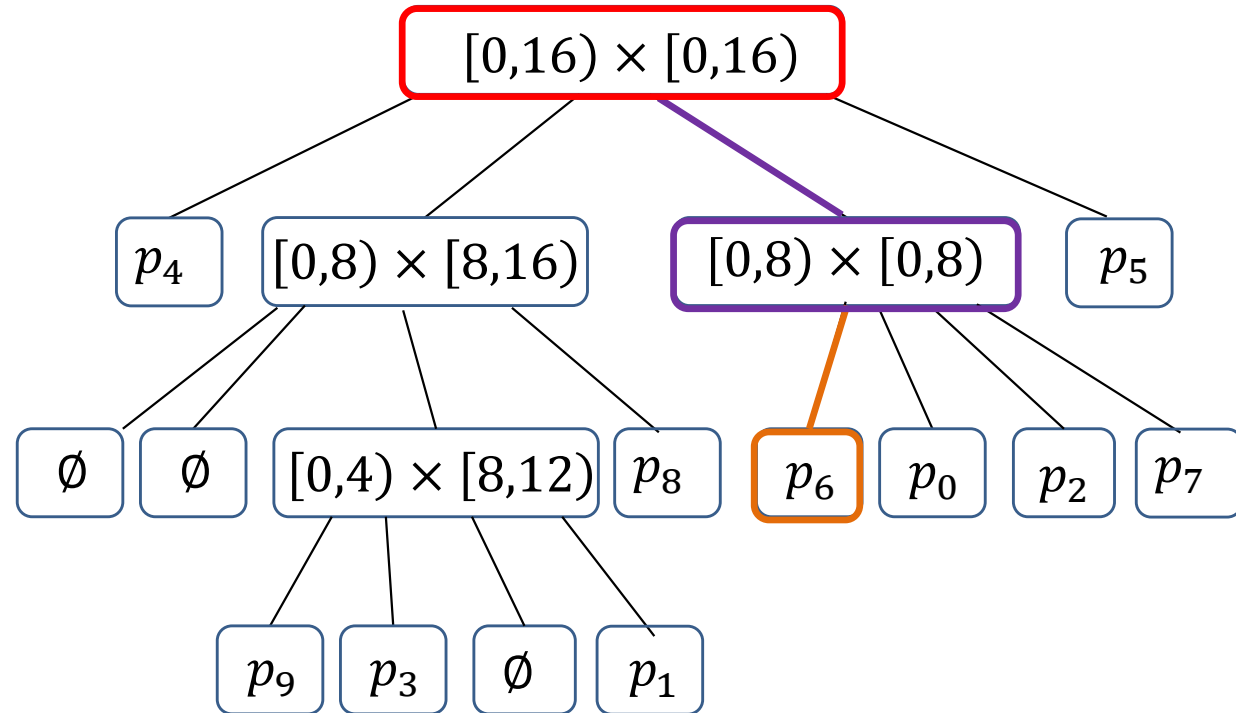 [0,16) × [0,16)
p₄ [0,8) × [8,16) [0,8) × [0,8) p₅
∅ ∅ [0,4) × [8,12) p₈ p₆ p₀ p₂ p₇
p₉ p₃ ∅ p₁